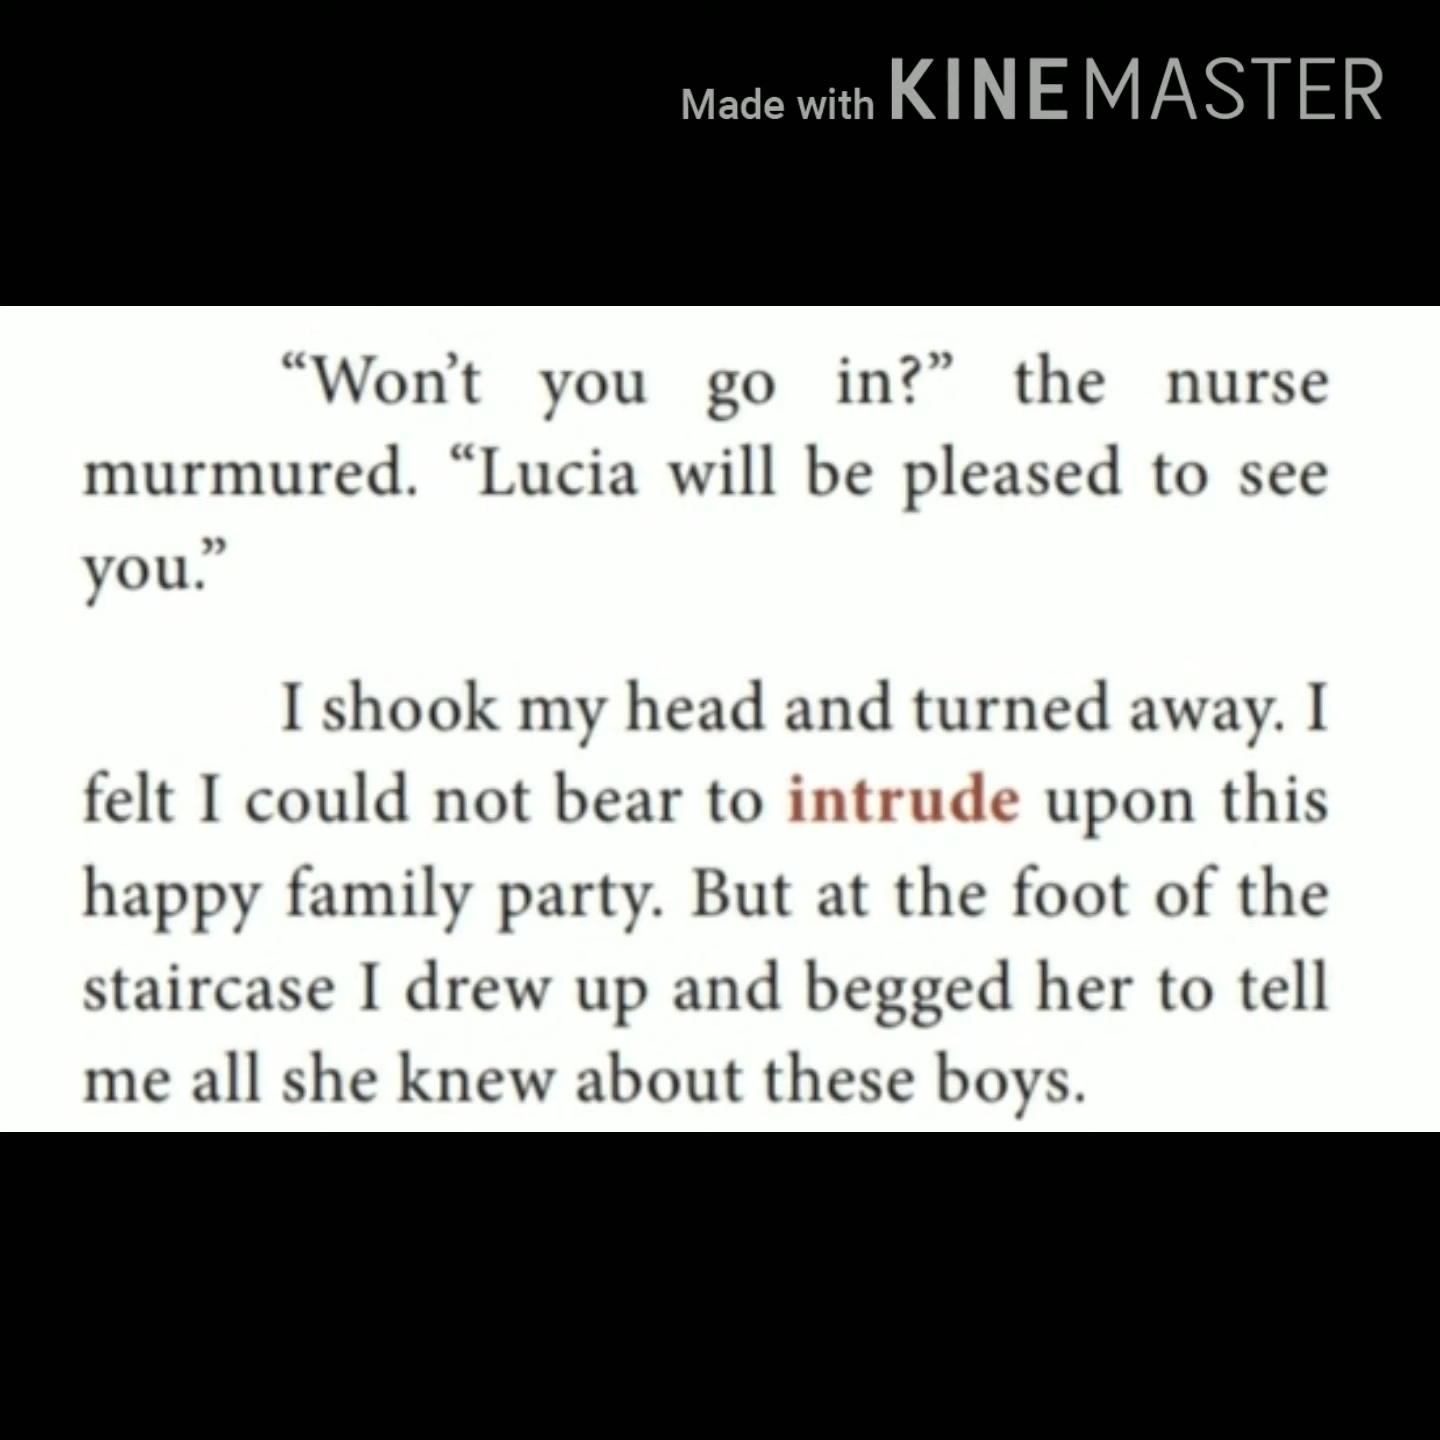 Made with KINEMASTER
“Won’t you go in?” the nurse
murmured. “Lucia will be pleased to see
you.”
I shook my head and turned away. I
felt I could not bear to intrude upon this
happy family party. But at the foot of the
staircase I drew up and begged her to tell
me all she knew about these boys.